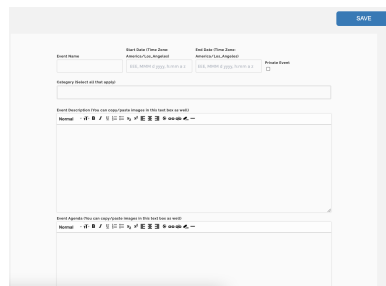 SAVE
Start Date (Time Zone: America/Los_Angeles)
End Date (Time Zone: America/Los_Angeles)
Event Name
Private Event:
Category (Select all that apply)
Event Description (You can copy/paste images in this text box as well)
Normal
Event Agenda (You can copy/paste images in this text box as well)
Normal